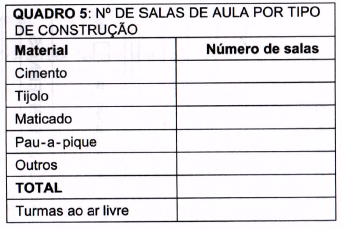 QUADRO 5: Nº DE SALAS DE AULA POR TIPO
DE CONSTRUÇÃO
Material Número de salas
Cimento
Tijolo
Maticado
Pau-a-pique
Outros
TOTAL
Turmas ao ar livre